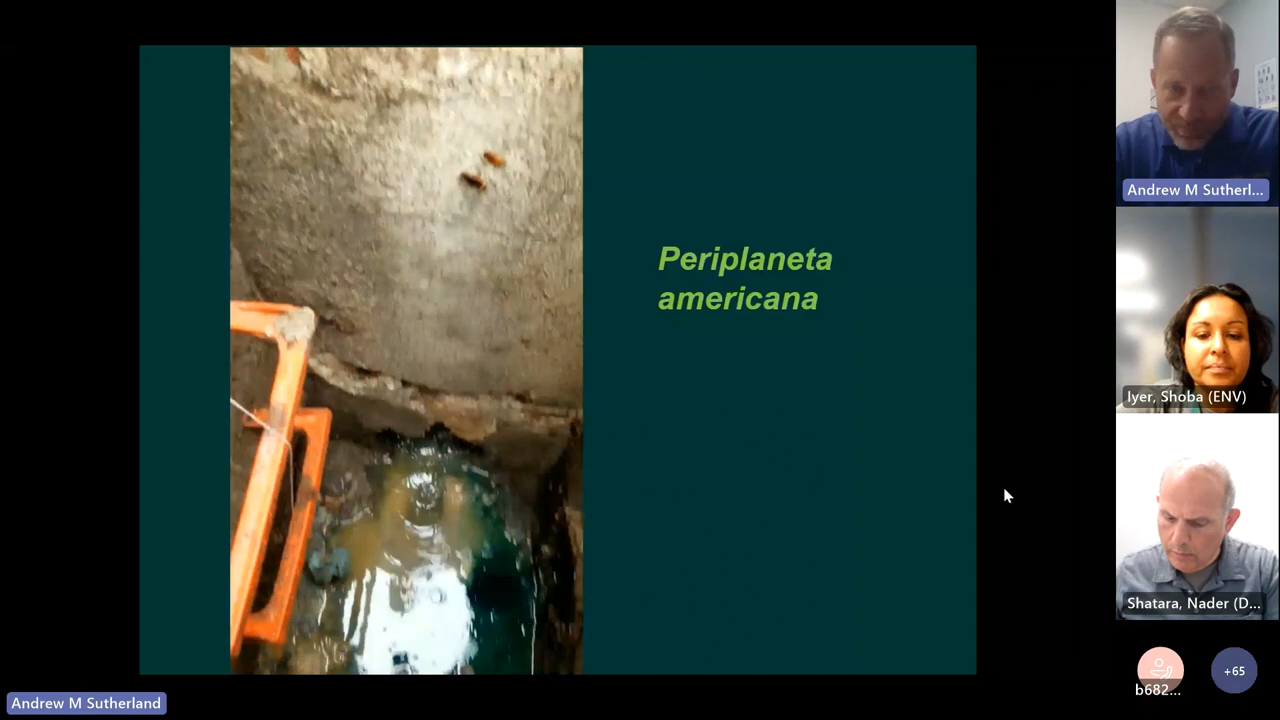 Periplaneta
americana
Andrew M Sutherl...
Iyer, Shoba (ENV)
Shatara, Nader (D...
b682...
+65
Andrew M Sutherland